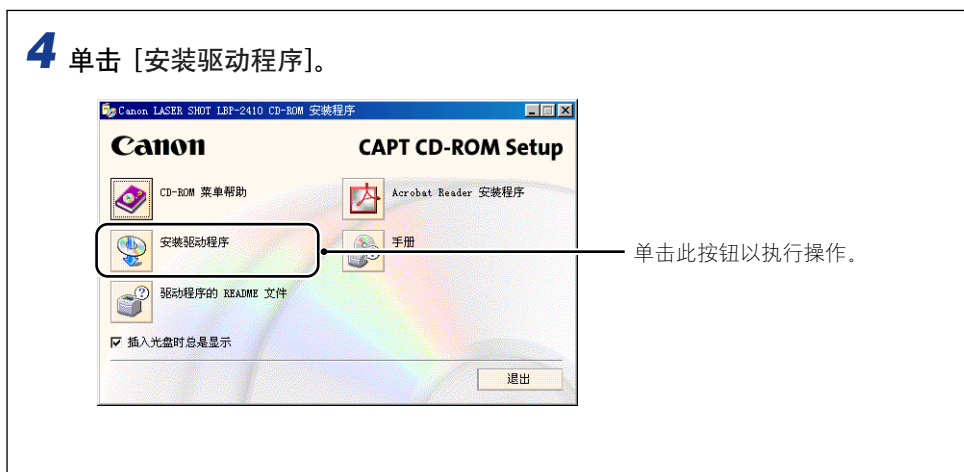 4 单击 [安装驱动程序]。
Canon LASER SHOT LBP-2410 CD-ROM 安装程序
Canon
CAPT CD-ROM Setup
CD-ROM 菜单帮助
Acrobat Reader 安装程序
安装驱动程序
手册
单击此按钮以执行操作。
驱动程序的 README 文件
插入光盘时总是显示
退出